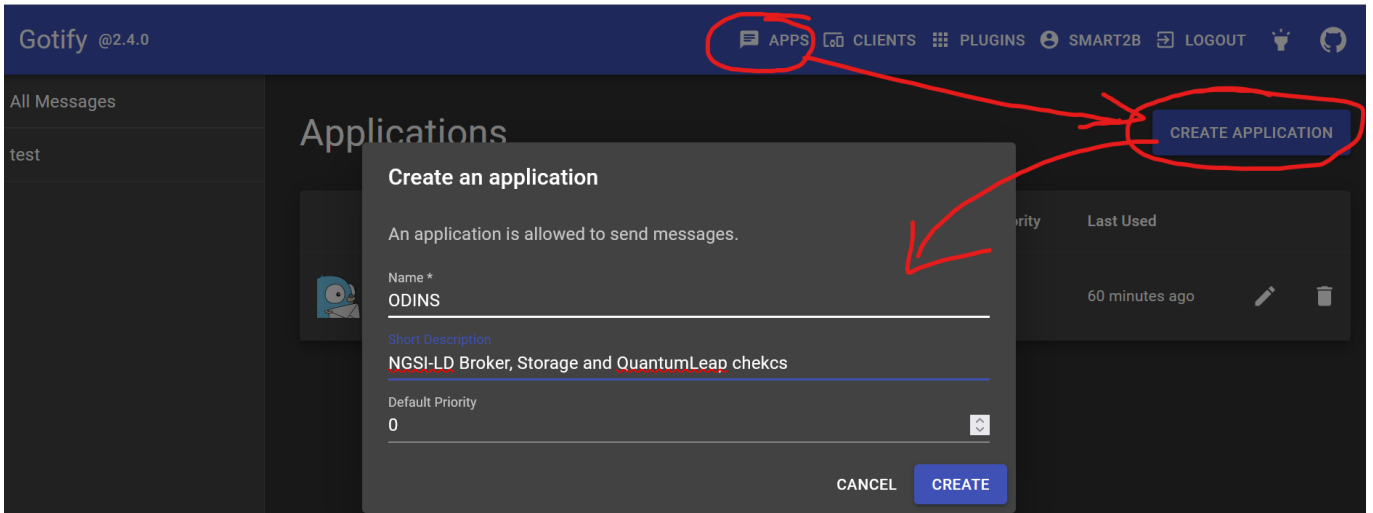 Gotify @2.4.0
APPS CLIENTS PLUGINS SMART2B LOGOUT
All Messages
test
Applications
CREATE APPLICATION
Create an application
An application is allowed to send messages.
Name *
ODINS
Short Description
NGSI-LD Broker, Storage and QuantumLeap chekcs
Default Priority
0
CANCEL CREATE
ority Last Used
60 minutes ago